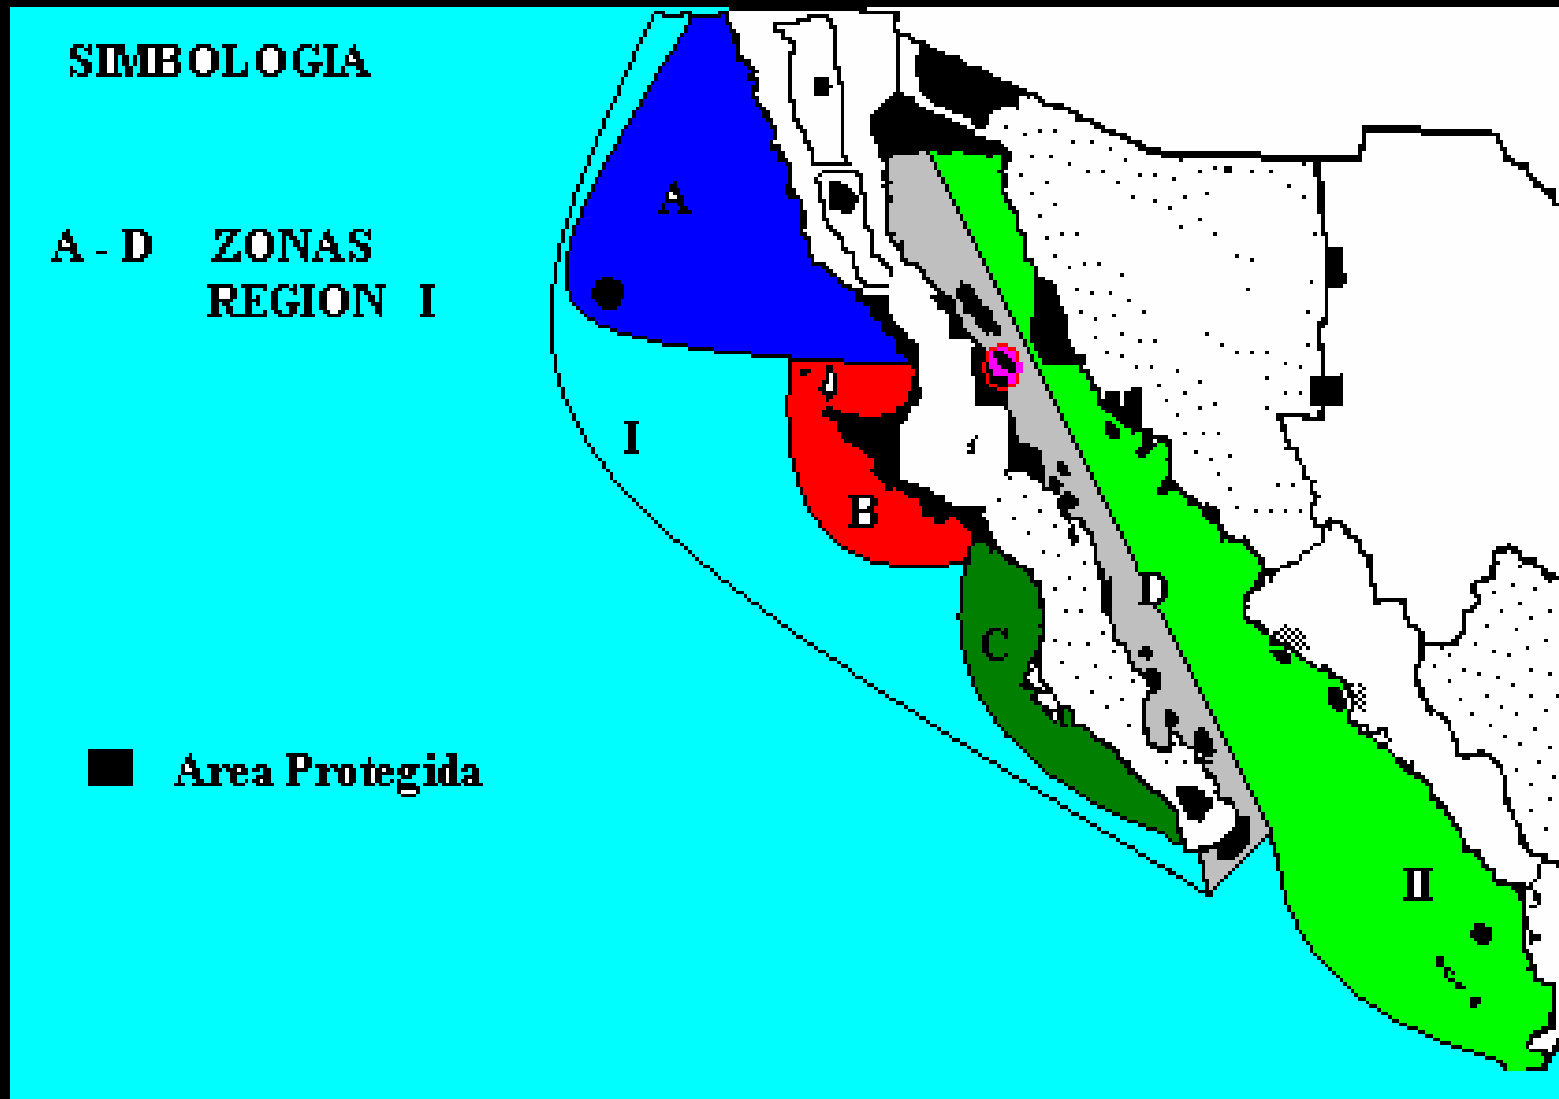 SIMBOLOGIA
A - D ZONAS
REGION I
Area Protegida
A
I
B
C
D
II